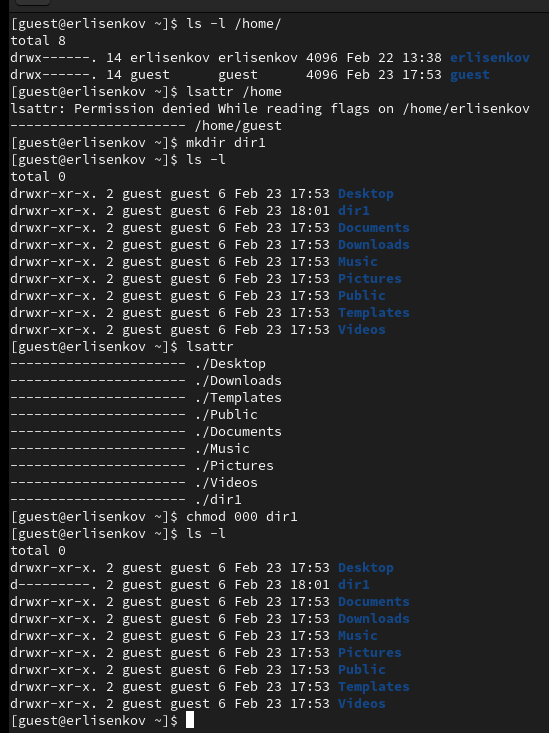 [guest@erlisenkov ~]$ ls -l /home/
total 8
drwx------. 14 erlisenkov erlisenkov 4096 Feb 22 13:38 erlisenkov
drwx------. 14 guest      guest      4096 Feb 23 17:53 guest
[guest@erlisenkov ~]$ lsattr /home
lsattr: Permission denied While reading flags on /home/erlisenkov
---------------------- /home/guest
[guest@erlisenkov ~]$ mkdir dir1
[guest@erlisenkov ~]$ ls -l
total 0
drwxr-xr-x. 2 guest guest 6 Feb 23 17:53 Desktop
drwxr-xr-x. 2 guest guest 6 Feb 23 18:01 dir1
drwxr-xr-x. 2 guest guest 6 Feb 23 17:53 Documents
drwxr-xr-x. 2 guest guest 6 Feb 23 17:53 Downloads
drwxr-xr-x. 2 guest guest 6 Feb 23 17:53 Music
drwxr-xr-x. 2 guest guest 6 Feb 23 17:53 Pictures
drwxr-xr-x. 2 guest guest 6 Feb 23 17:53 Public
drwxr-xr-x. 2 guest guest 6 Feb 23 17:53 Templates
drwxr-xr-x. 2 guest guest 6 Feb 23 17:53 Videos
[guest@erlisenkov ~]$ lsattr
---------------------- ./Desktop
---------------------- ./Downloads
---------------------- ./Templates
---------------------- ./Public
---------------------- ./Documents
---------------------- ./Music
---------------------- ./Pictures
---------------------- ./Videos
---------------------- ./dir1
[guest@erlisenkov ~]$ chmod 000 dir1
[guest@erlisenkov ~]$ ls -l
total 0
drwxr-xr-x. 2 guest guest 6 Feb 23 17:53 Desktop
d---------. 2 guest guest 6 Feb 23 18:01 dir1
drwxr-xr-x. 2 guest guest 6 Feb 23 17:53 Documents
drwxr-xr-x. 2 guest guest 6 Feb 23 17:53 Downloads
drwxr-xr-x. 2 guest guest 6 Feb 23 17:53 Music
drwxr-xr-x. 2 guest guest 6 Feb 23 17:53 Pictures
drwxr-xr-x. 2 guest guest 6 Feb 23 17:53 Public
drwxr-xr-x. 2 guest guest 6 Feb 23 17:53 Templates
drwxr-xr-x. 2 guest guest 6 Feb 23 17:53 Videos
[guest@erlisenkov ~]$